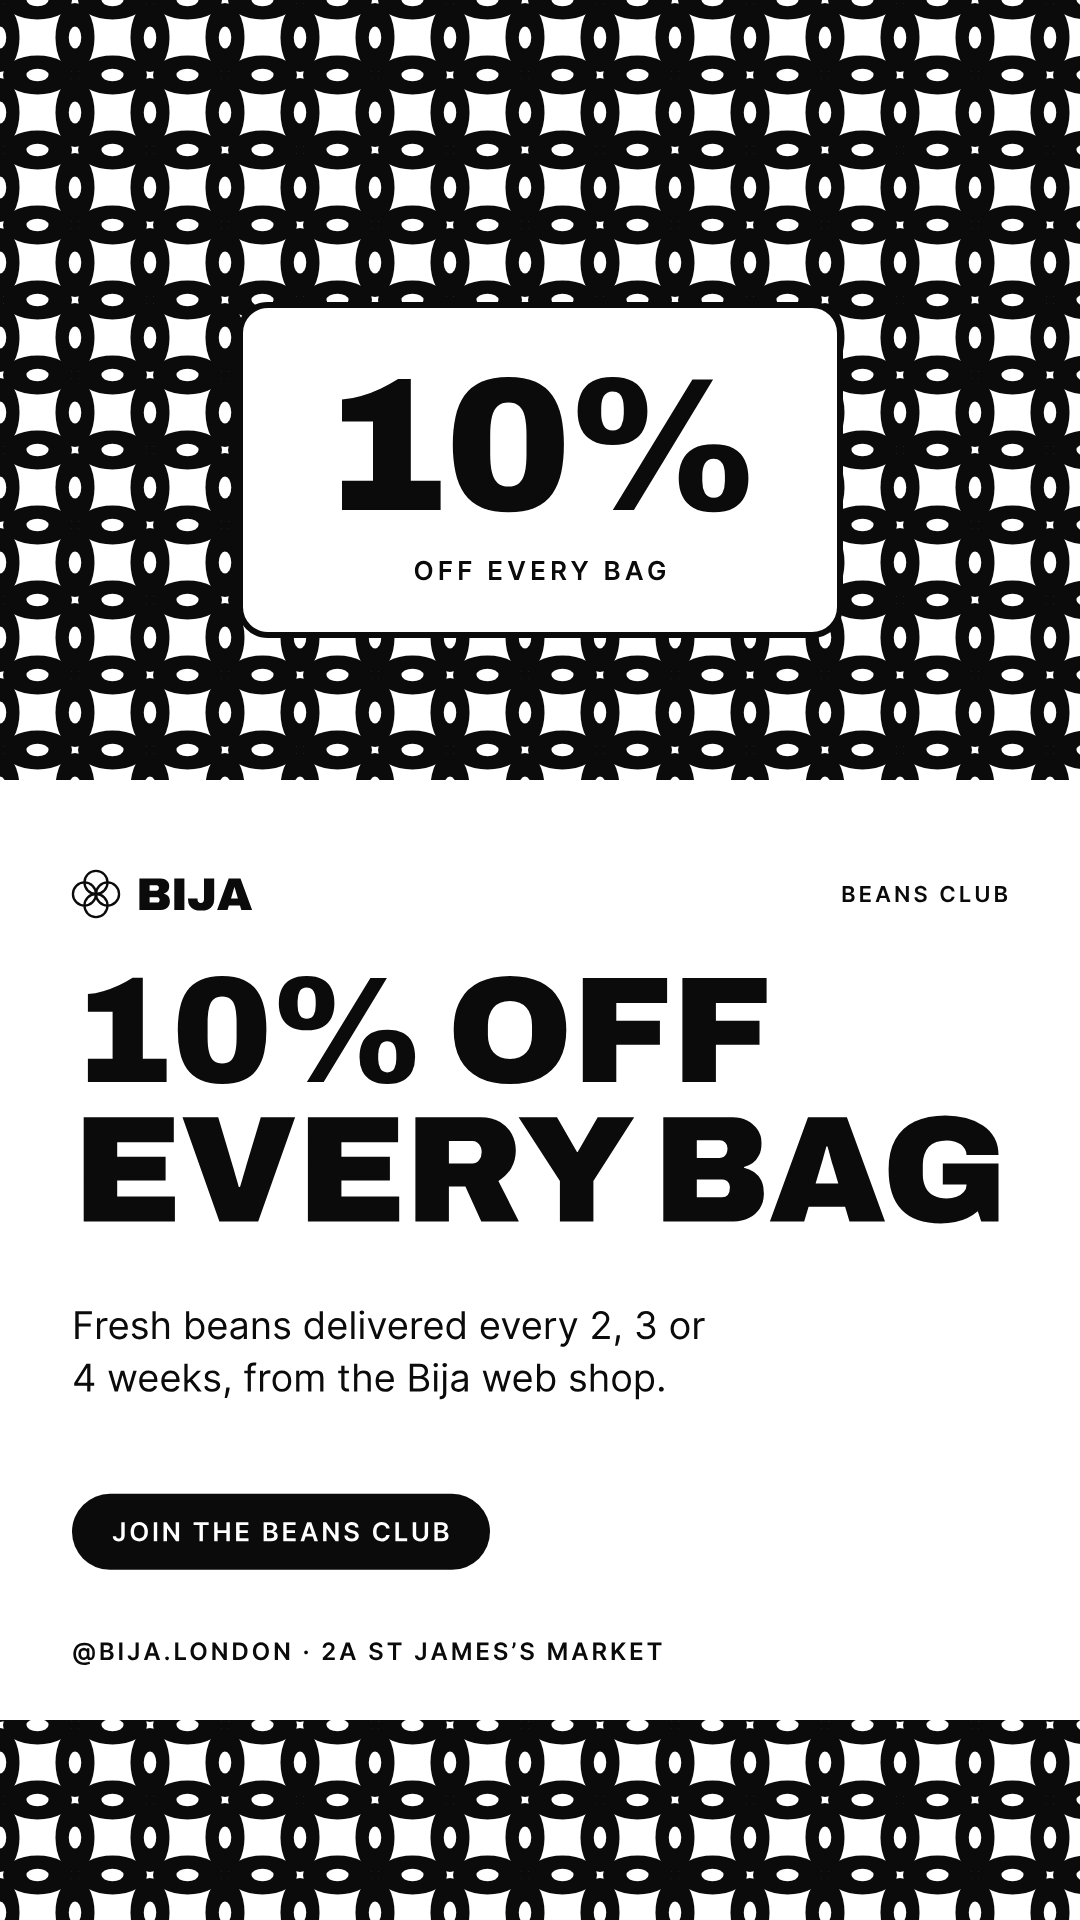 10%
OFF EVERY BAG
BIJA
BEANS CLUB
10% OFF
EVERY BAG
Fresh beans delivered every 2, 3 or
4 weeks, from the Bija web shop.
JOIN THE BEANS CLUB
@BIJA.LONDON · 2A ST JAMES’S MARKET